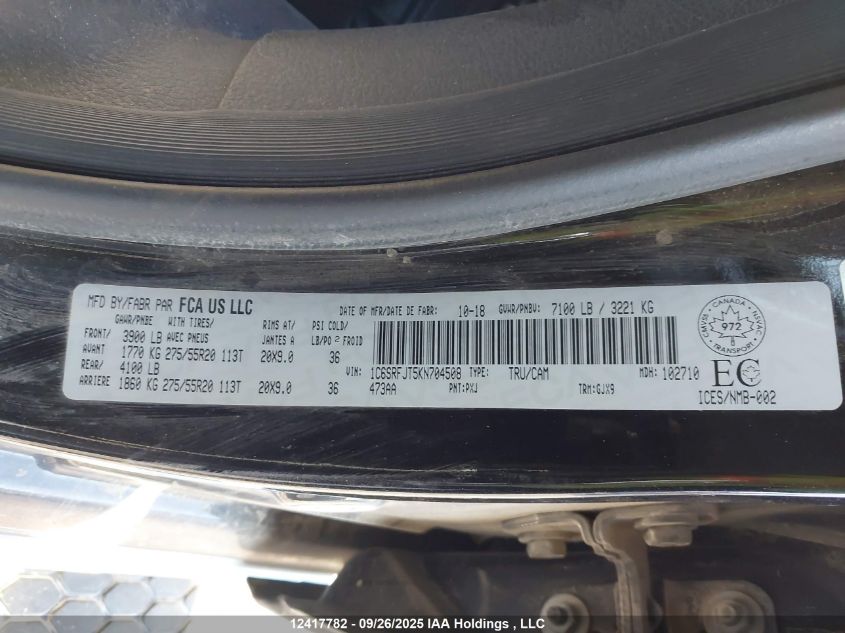 MFD BY/FABR PAR FCA US LLC DATE OF MFR/DATE DE FABR: 10-18 GVWR/PNBV: 7100 LB / 3221 KG
GAWR/PNBE WITH TIRES/ RIMS AT/ PSI COLD/
FRONT/ 3900 LB AVEC PNEUS JANTES A LB/PO² FROID
AVANT 1770 KG 275/55R20 113T 20X9.0 36
REAR/ 4100 LB
ARRIERE 1860 KG 275/55R20 113T 20X9.0 36
VIN: 1C6SRFJT5KN704508 TYPE: TRU/CAM MDH: 102710
473AA PNT:PXJ TRM:GJX9
CANADA
CMVSS NSVAC
972
8
TRANSPORT
EC
ICES/NMB-002
12417782 - 09/26/2025 IAA Holdings , LLC